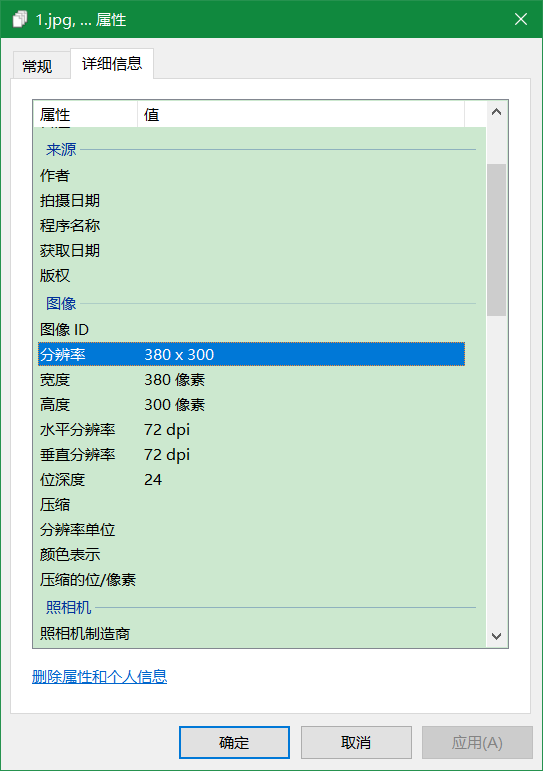 1.jpg, ... 属性
常规 详细信息
属性 值
来源
作者
拍摄日期
程序名称
获取日期
版权
图像
图像 ID
分辨率 380 x 300
宽度 380 像素
高度 300 像素
水平分辨率 72 dpi
垂直分辨率 72 dpi
位深度 24
压缩
分辨率单位
颜色表示
压缩的位/像素
照相机
照相机制造商
删除属性和个人信息
确定 取消 应用(A)